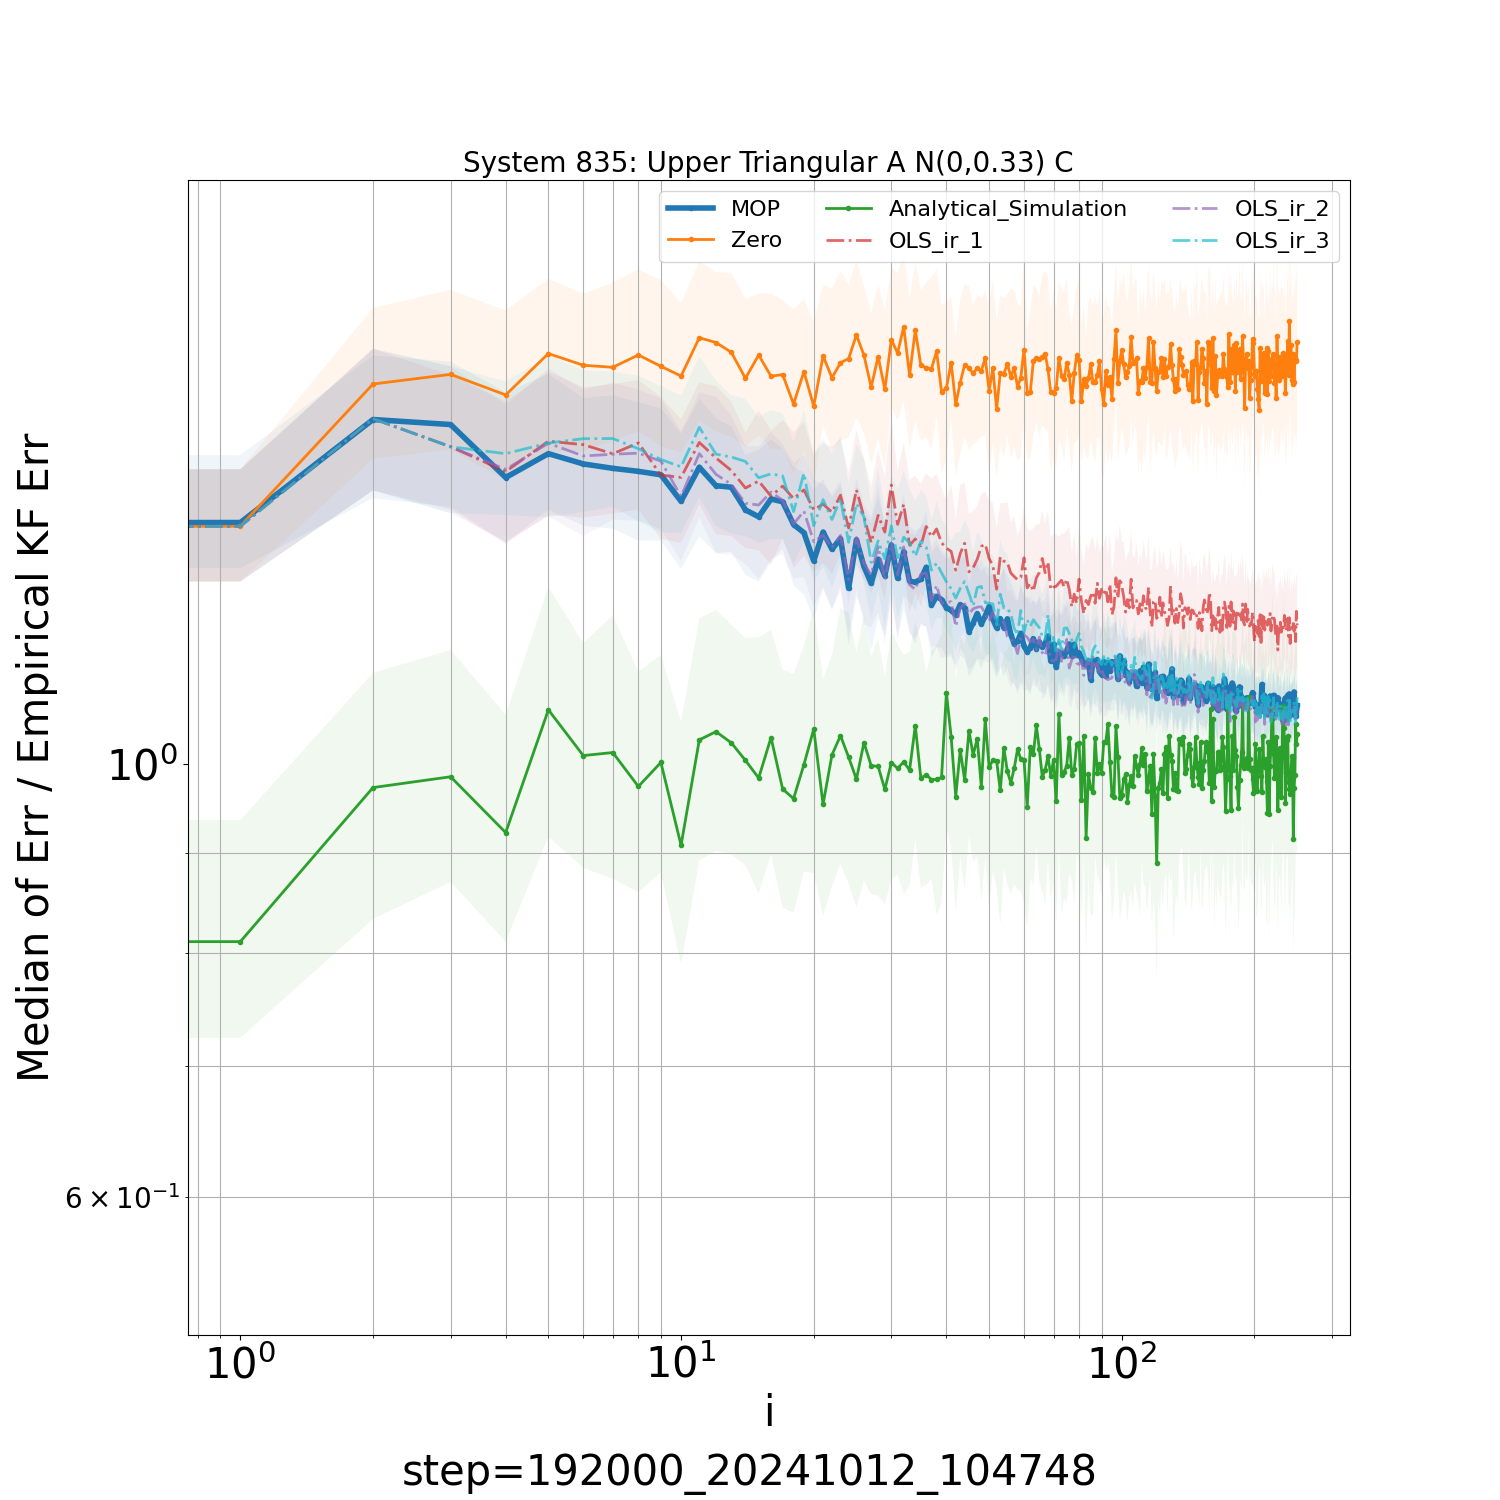 System 835: Upper Triangular A N(0,0.33) C
MOP
Zero
Analytical_Simulation
OLS_ir_1
OLS_ir_2
OLS_ir_3
Median of Err / Empirical KF Err
10⁰
6 × 10⁻¹
10⁰ 10¹ 10²
i
step=192000_20241012_104748